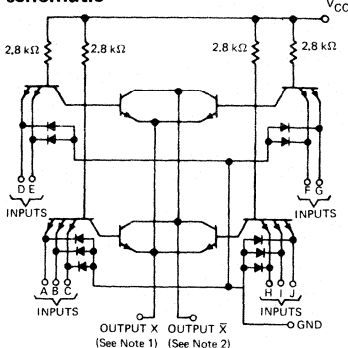 schematic
VCC
2,8 kΩ 2,8 kΩ 2,8 kΩ 2,8 kΩ
D E F G
INPUTS INPUTS
A B C H I J
INPUTS INPUTS
GND
OUTPUT X OUTPUT X̅
(See Note 1) (See Note 2)